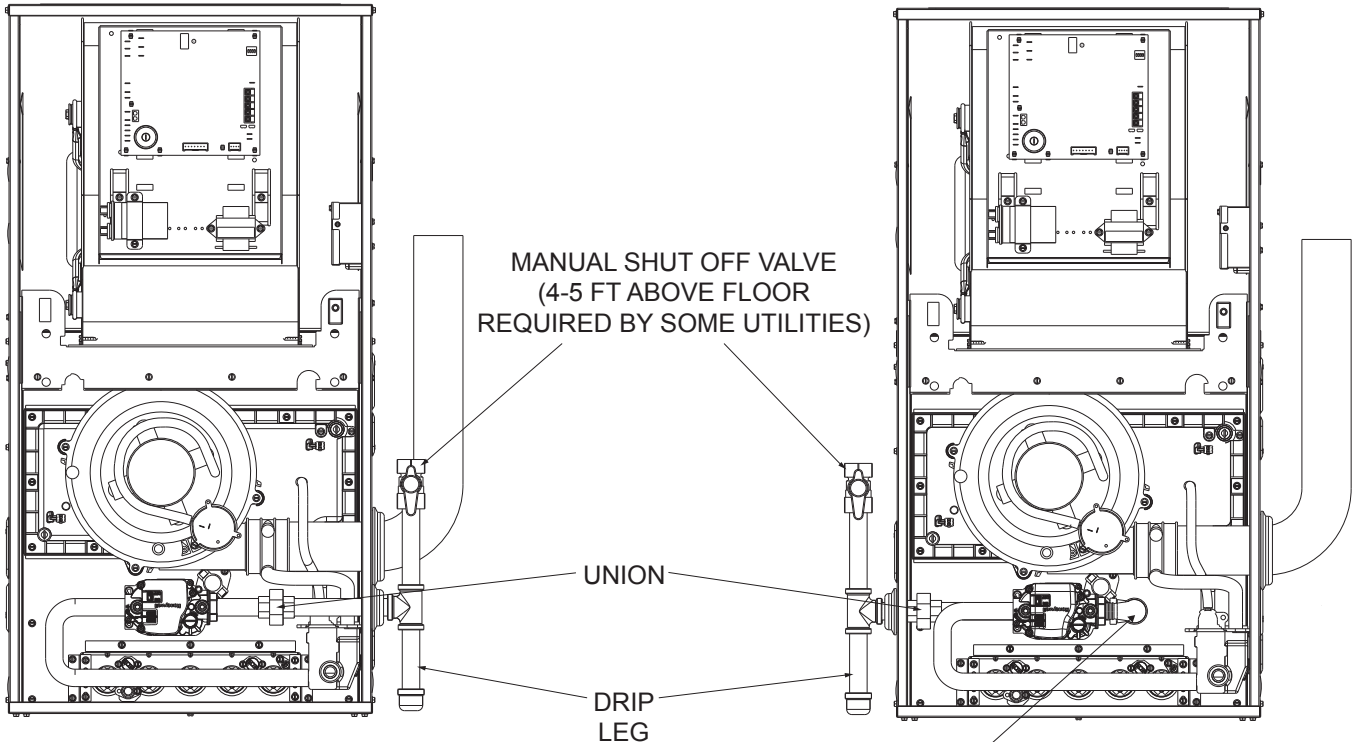 MANUAL SHUT OFF VALVE
(4-5 FT ABOVE FLOOR
REQUIRED BY SOME UTILITIES)
UNION
DRIP
LEG